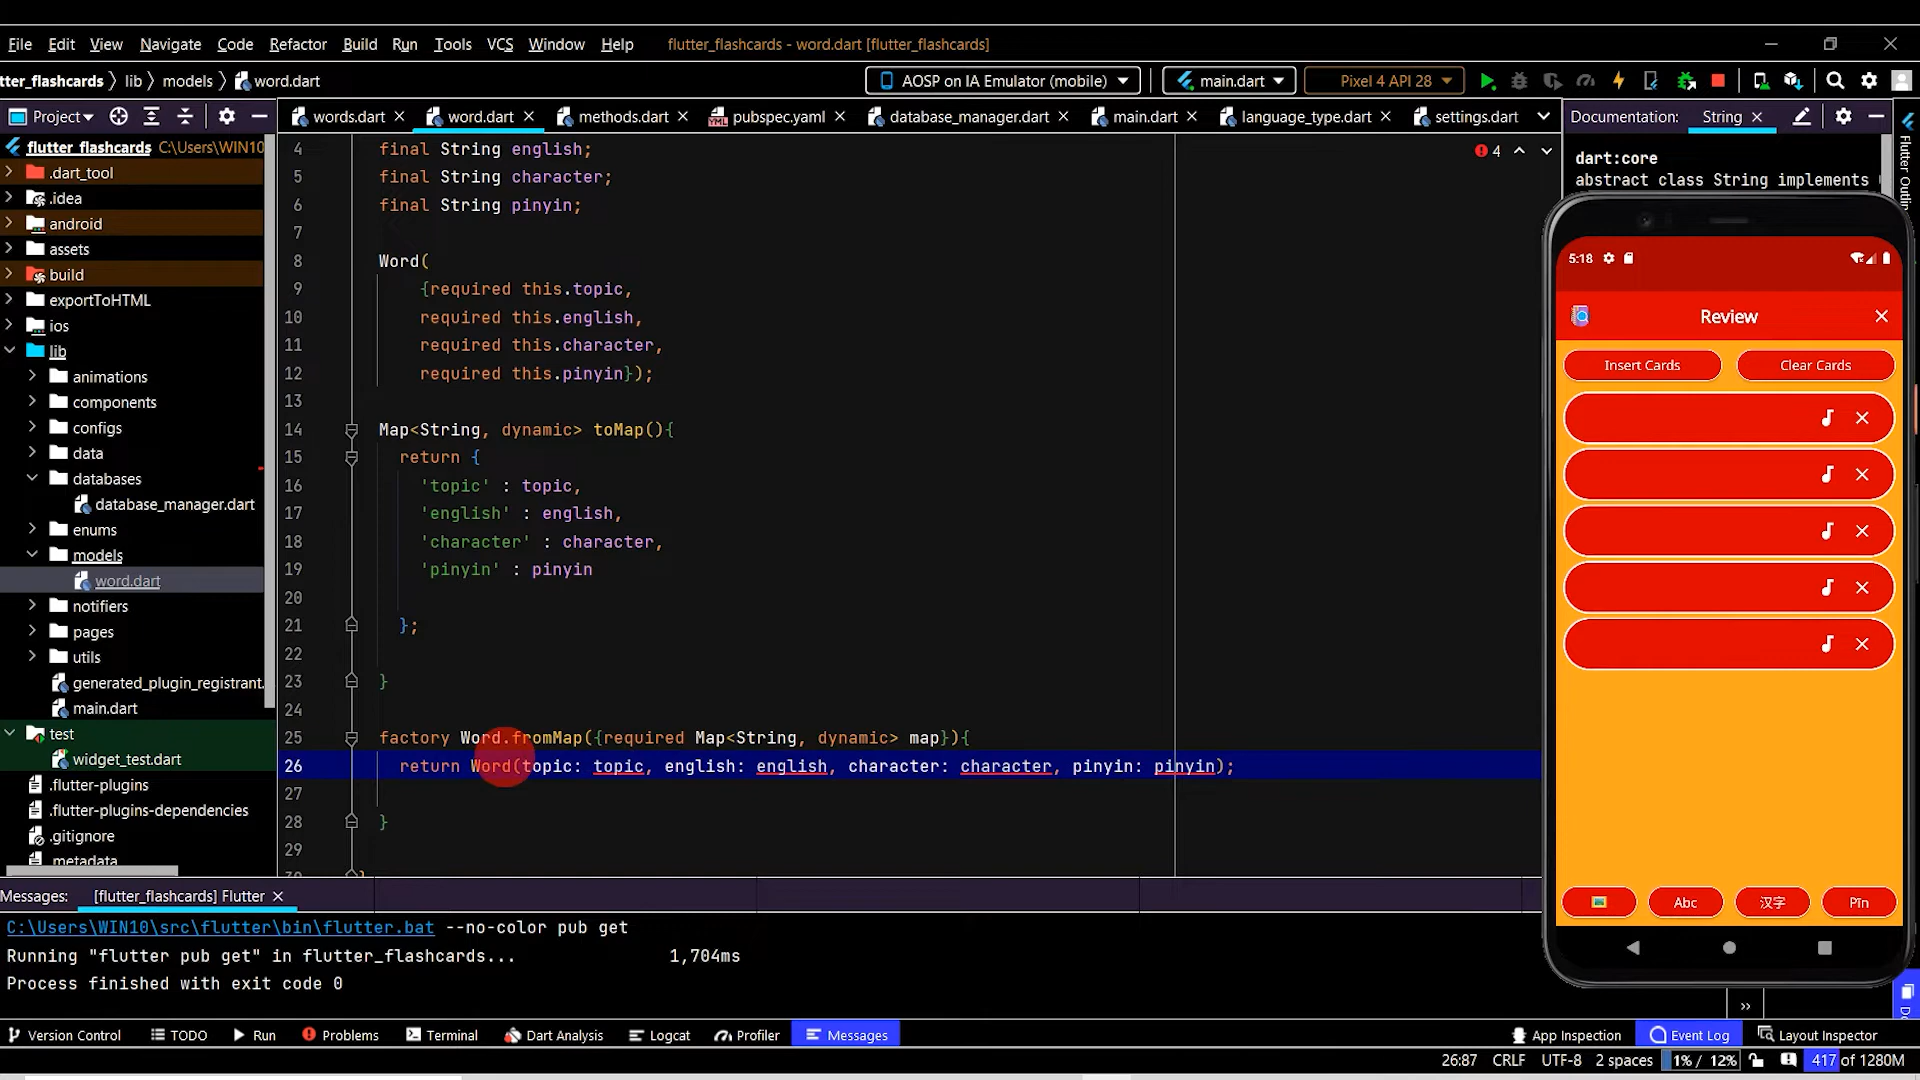 File Edit View Navigate Code Refactor Build Run Tools VCS Window Help flutter_flashcards - word.dart [flutter_flashcards]
tter_flashcards lib models word.dart AOSP on IA Emulator (mobile) main.dart Pixel 4 API 28
Project words.dart word.dart methods.dart pubspec.yaml database_manager.dart main.dart language_type.dart settings.dart Documentation: String
flutter_flashcards C:\Users\WIN10
.dart_tool
.idea
android
assets
build
exportToHTML
ios
lib
animations
components
configs
data
databases
database_manager.dart
enums
models
word.dart
notifiers
pages
utils
generated_plugin_registrant.
main.dart
test
widget_test.dart
.flutter-plugins
.flutter-plugins-dependencies
.gitignore
.metadata
4 final String english;
5 final String character;
6 final String pinyin;
7
8 Word(
9 {required this.topic,
10 required this.english,
11 required this.character,
12 required this.pinyin});
13
14 Map<String, dynamic> toMap(){
15 return {
16 'topic' : topic,
17 'english' : english,
18 'character' : character,
19 'pinyin' : pinyin
20
21 };
22
23 }
24
25 factory Word.fromMap({required Map<String, dynamic> map}){
26 return Word(topic: topic, english: english, character: character, pinyin: pinyin);
27
28 }
29
4
dart:core
abstract class String implements
Flutter Outlin
5:18
Review
Insert Cards Clear Cards
Abc 汉字 Pīn
Messages: [flutter_flashcards] Flutter
C:\Users\WIN10\src\flutter\bin\flutter.bat --no-color pub get
Running "flutter pub get" in flutter_flashcards... 1,704ms
Process finished with exit code 0
Version Control TODO Run Problems Terminal Dart Analysis Logcat Profiler Messages App Inspection Event Log Layout Inspector
26:87 CRLF UTF-8 2 spaces 1% / 12% 417 of 1280M